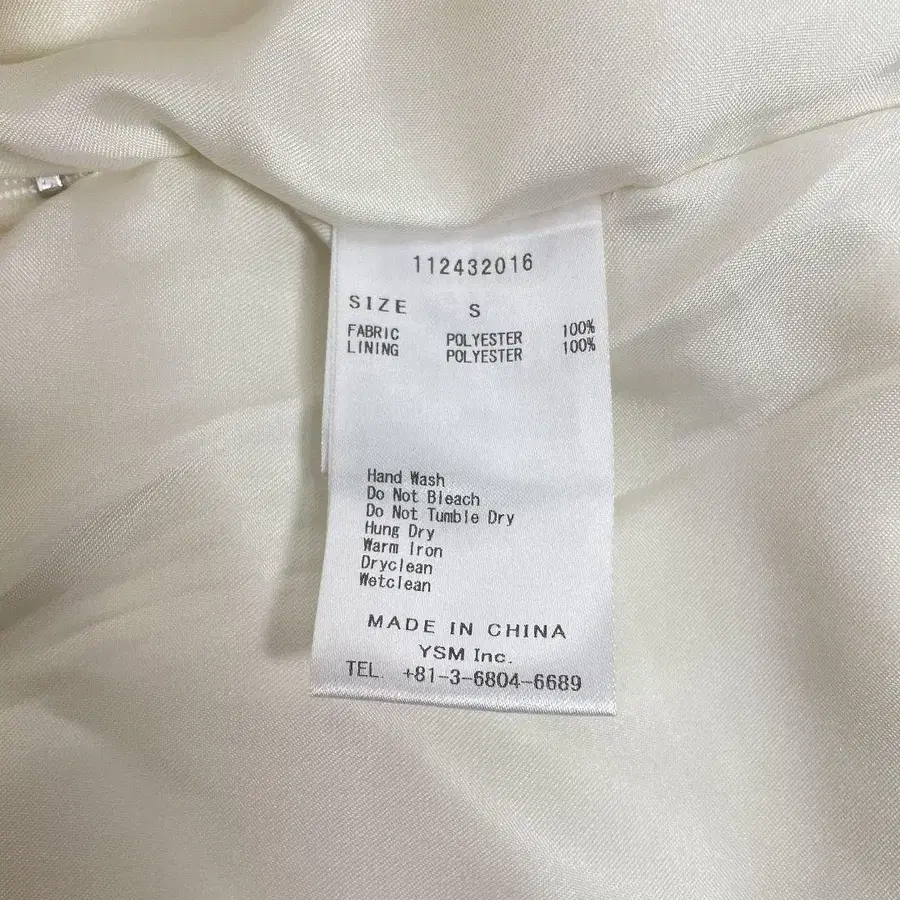 112432016
SIZE S
FABRIC POLYESTER 100%
LINING POLYESTER 100%
Hand Wash
Do Not Bleach
Do Not Tumble Dry
Hung Dry
Warm Iron
Dryclean
Wetclean
MADE IN CHINA
YSM Inc.
TEL. +81-3-6804-6689